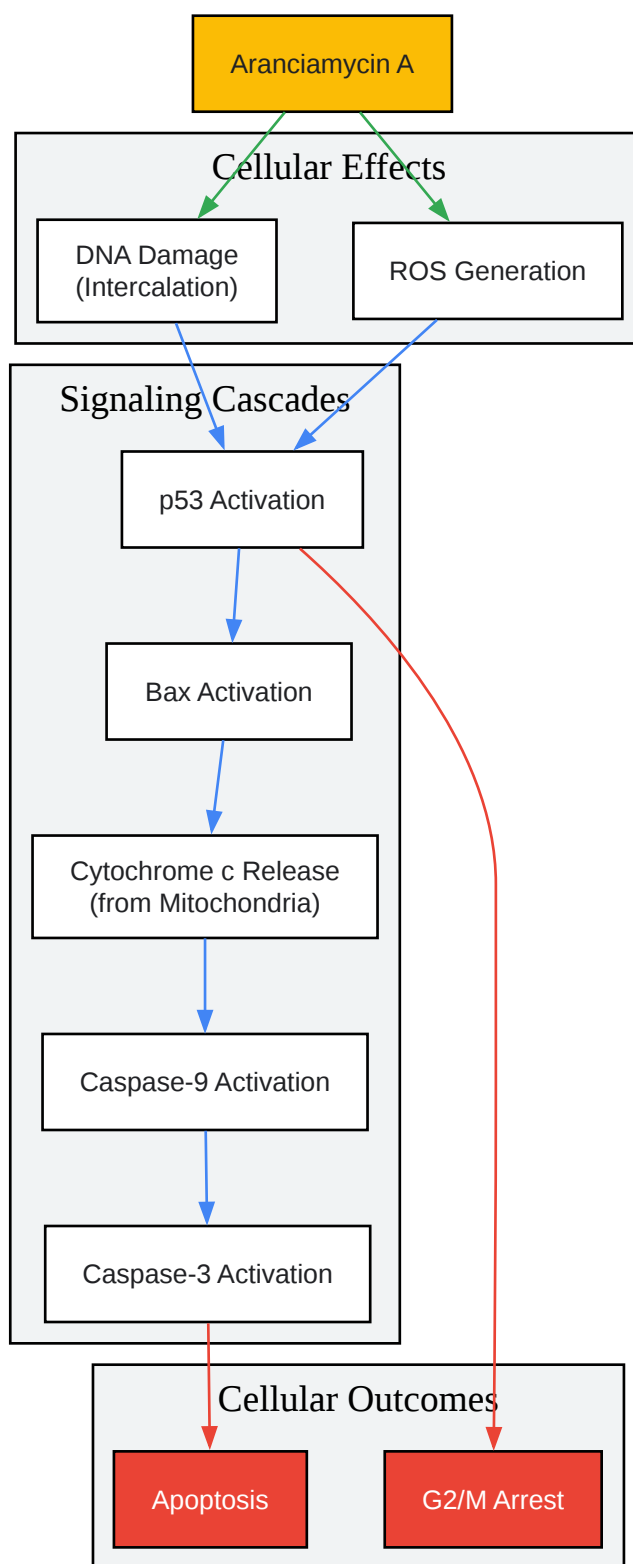 Aranciamycin A
Cellular Effects
DNA Damage
(Intercalation)
ROS Generation
Signaling Cascades
p53 Activation
Bax Activation
Cytochrome c Release
(from Mitochondria)
Caspase-9 Activation
Caspase-3 Activation
Cellular Outcomes
Apoptosis
G2/M Arrest